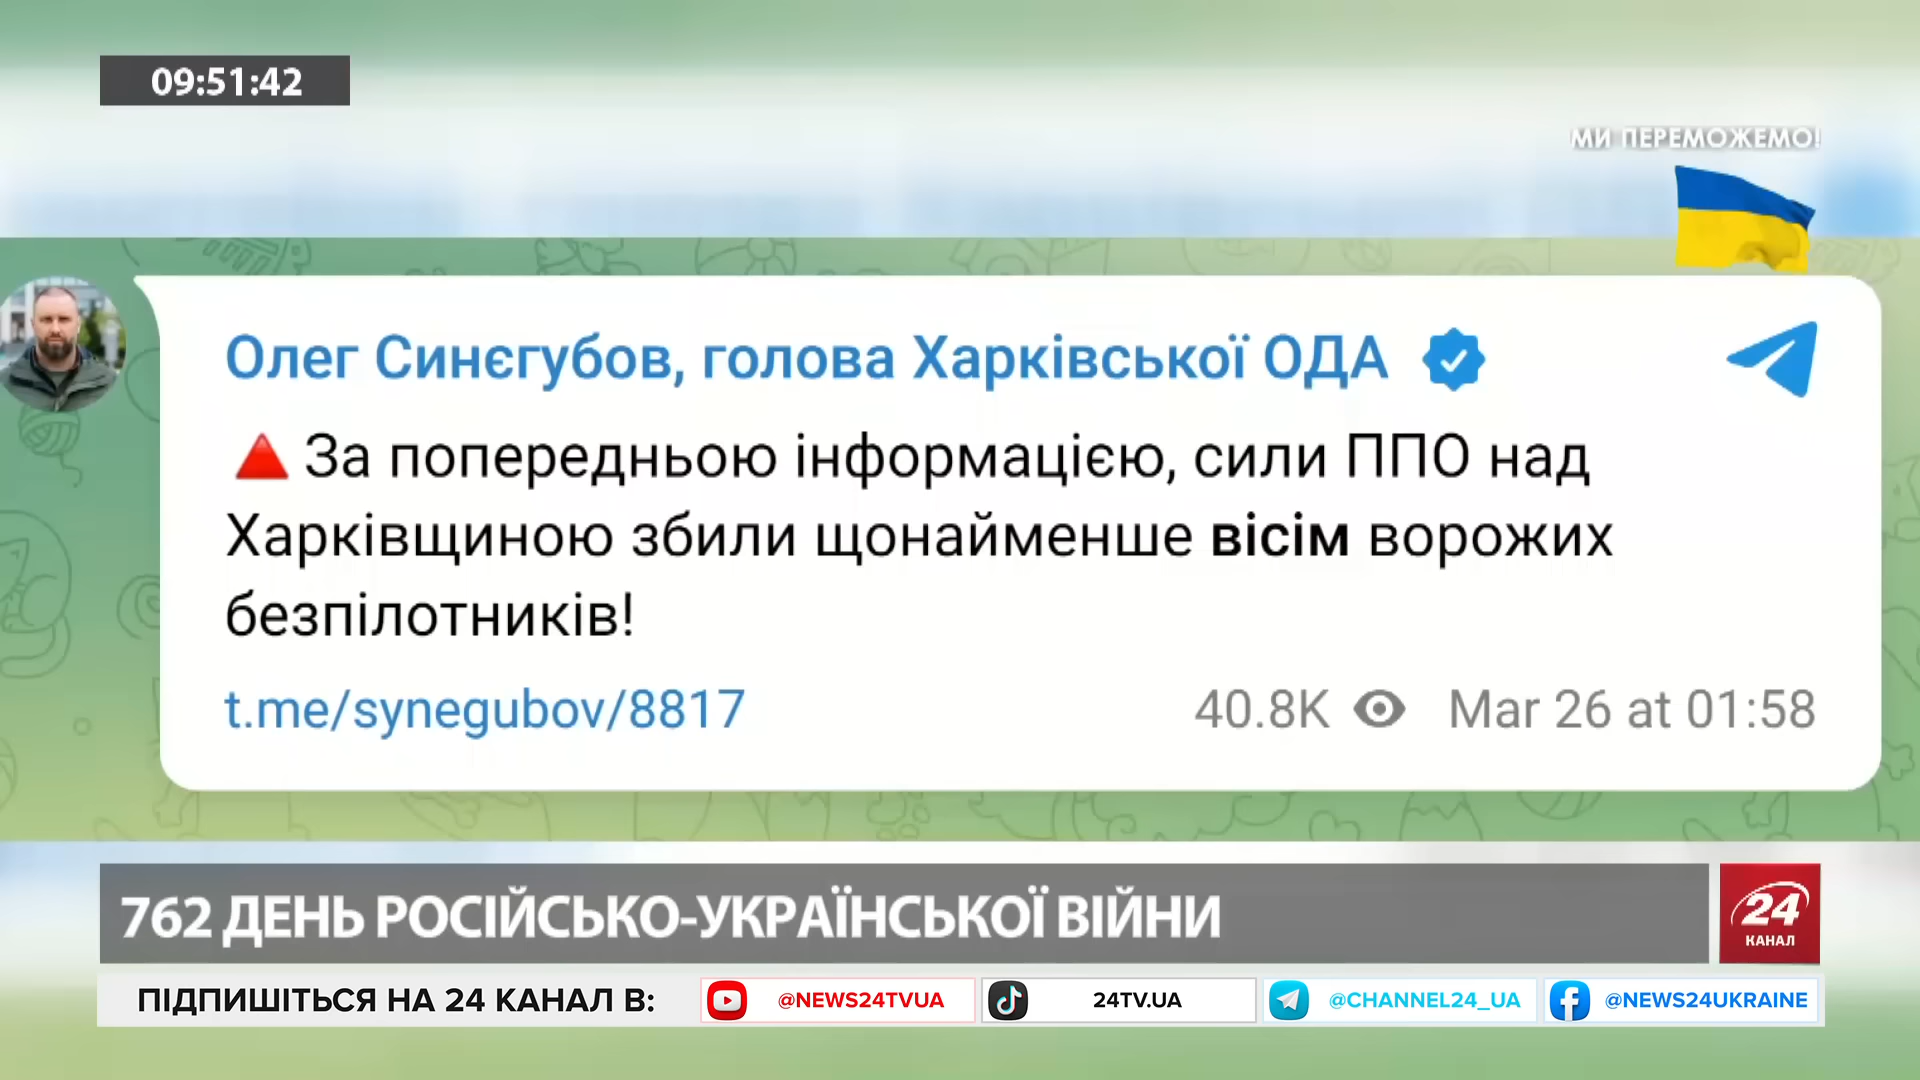 09:51:42
МИ ПЕРЕМОЖЕМО!
Олег Синєгубов, голова Харківської ОДА
🔺За попередньою інформацією, сили ППО над
Харківщиною збили щонайменше вісім ворожих
безпілотників!
t.me/synegubov/8817 40.8K Mar 26 at 01:58
762 ДЕНЬ РОСІЙСЬКО-УКРАЇНСЬКОЇ ВІЙНИ
24
КАНАЛ
ПІДПИШІТЬСЯ НА 24 КАНАЛ В: @NEWS24TVUA 24TV.UA @CHANNEL24_UA @NEWS24UKRAINE